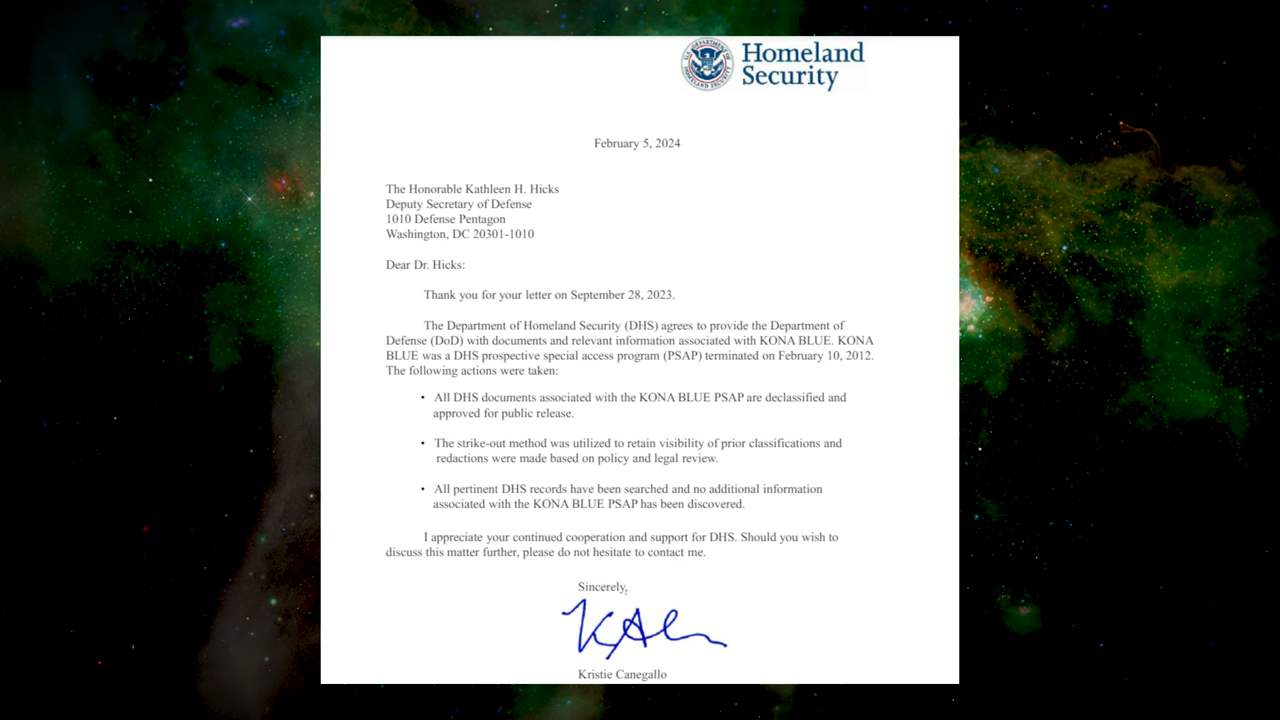 Homeland
Security
February 5, 2024
The Honorable Kathleen H. Hicks
Deputy Secretary of Defense
1010 Defense Pentagon
Washington, DC 20301-1010
Dear Dr. Hicks:
Thank you for your letter on September 28, 2023.
The Department of Homeland Security (DHS) agrees to provide the Department of
Defense (DoD) with documents and relevant information associated with KONA BLUE. KONA
BLUE was a DHS prospective special access program (PSAP) terminated on February 10, 2012.
The following actions were taken:
• All DHS documents associated with the KONA BLUE PSAP are declassified and
approved for public release.
• The strike-out method was utilized to retain visibility of prior classifications and
redactions were made based on policy and legal review.
• All pertinent DHS records have been searched and no additional information
associated with the KONA BLUE PSAP has been discovered.
I appreciate your continued cooperation and support for DHS. Should you wish to
discuss this matter further, please do not hesitate to contact me.
Sincerely,
Kristie Canegallo